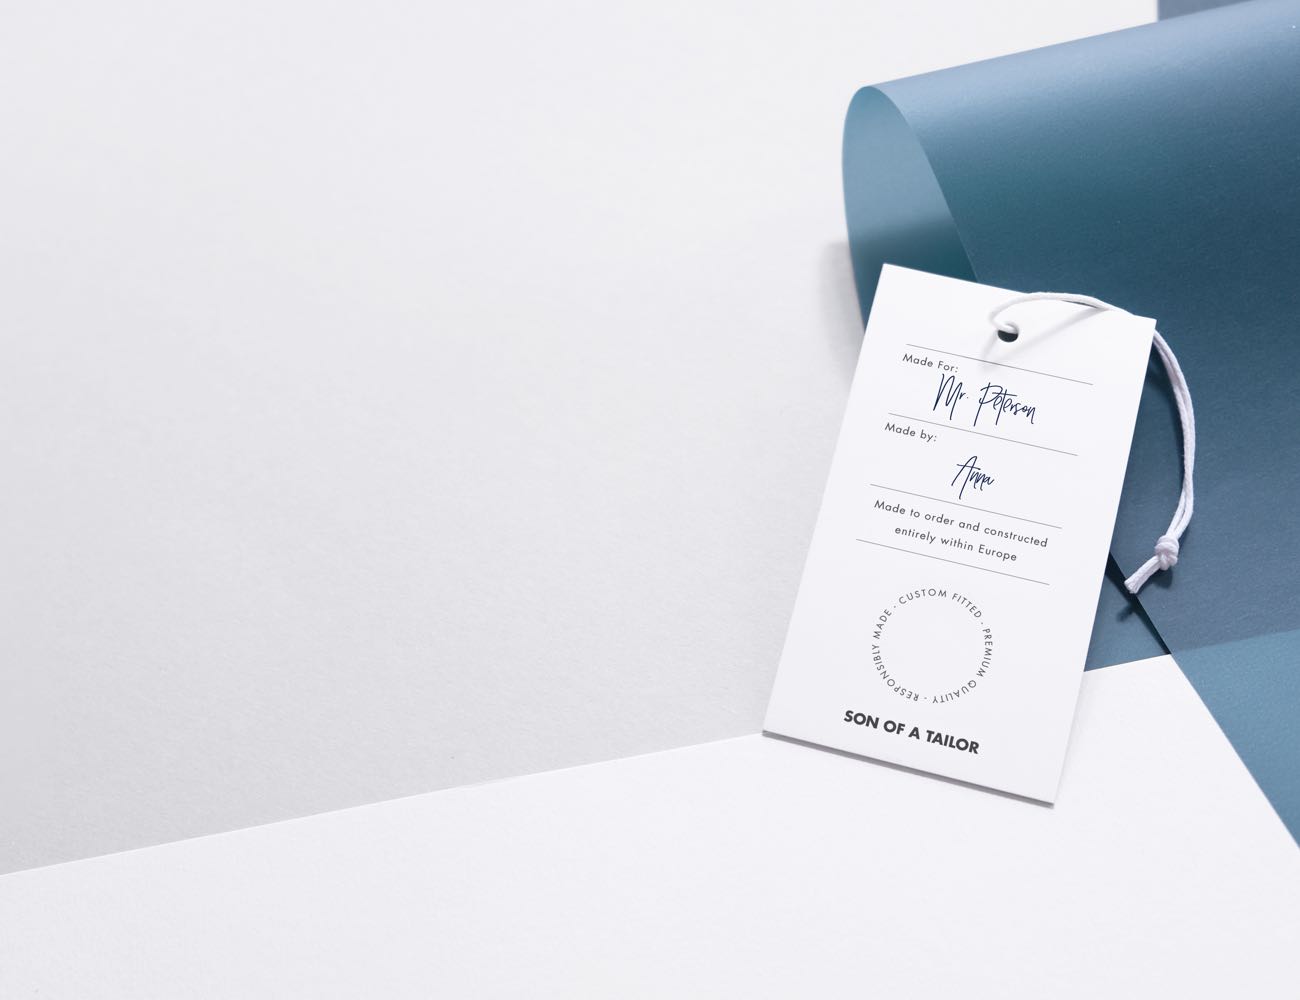 Made For:
Mr. Peterson
Made by:
Anna
Made to order and constructed
entirely within Europe
CUSTOM FITTED - PREMIUM QUALITY - RESPONSIBLY MADE -
SON OF A TAILOR